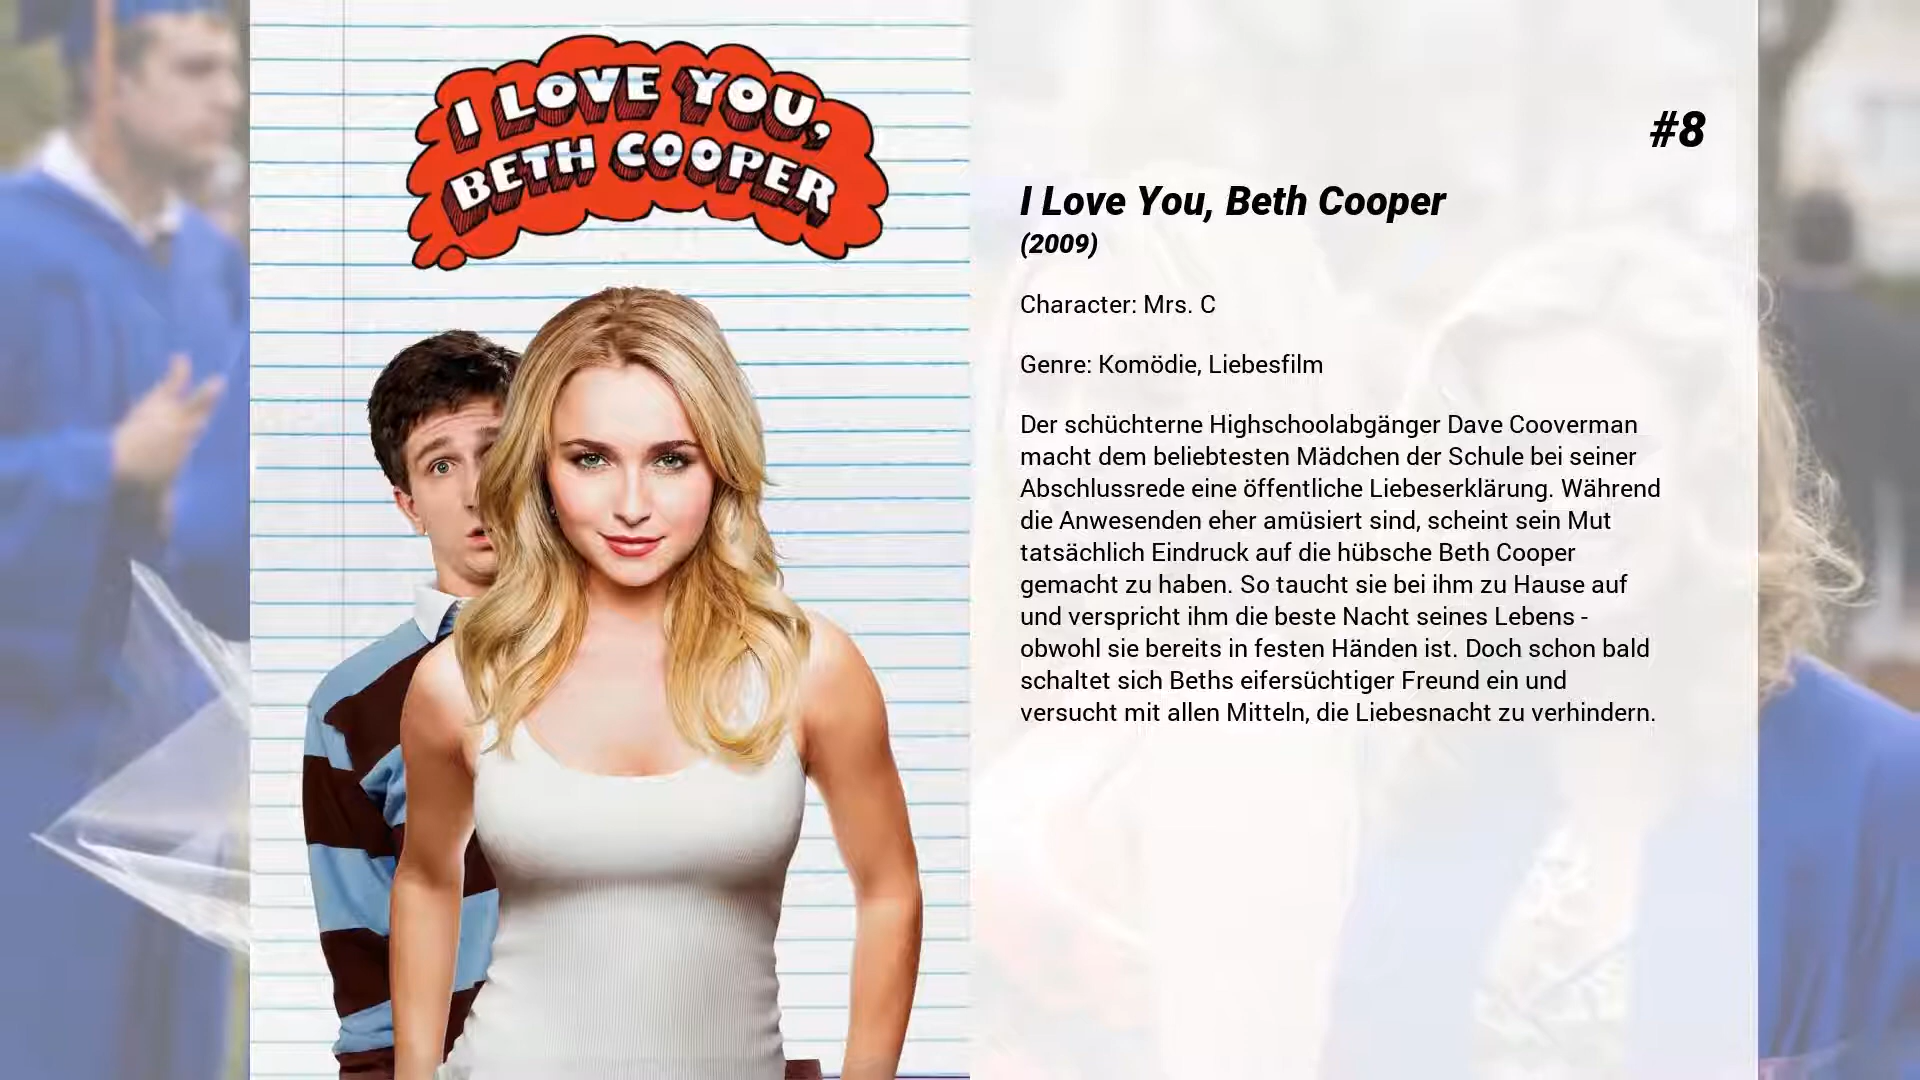 I LOVE YOU,
BETH COOPER
#8
I Love You, Beth Cooper
(2009)
Character: Mrs. C
Genre: Komödie, Liebesfilm
Der schüchterne Highschoolabgänger Dave Cooverman
macht dem beliebtesten Mädchen der Schule bei seiner
Abschlussrede eine öffentliche Liebeserklärung. Während
die Anwesenden eher amüsiert sind, scheint sein Mut
tatsächlich Eindruck auf die hübsche Beth Cooper
gemacht zu haben. So taucht sie bei ihm zu Hause auf
und verspricht ihm die beste Nacht seines Lebens -
obwohl sie bereits in festen Händen ist. Doch schon bald
schaltet sich Beths eifersüchtiger Freund ein und
versucht mit allen Mitteln, die Liebesnacht zu verhindern.